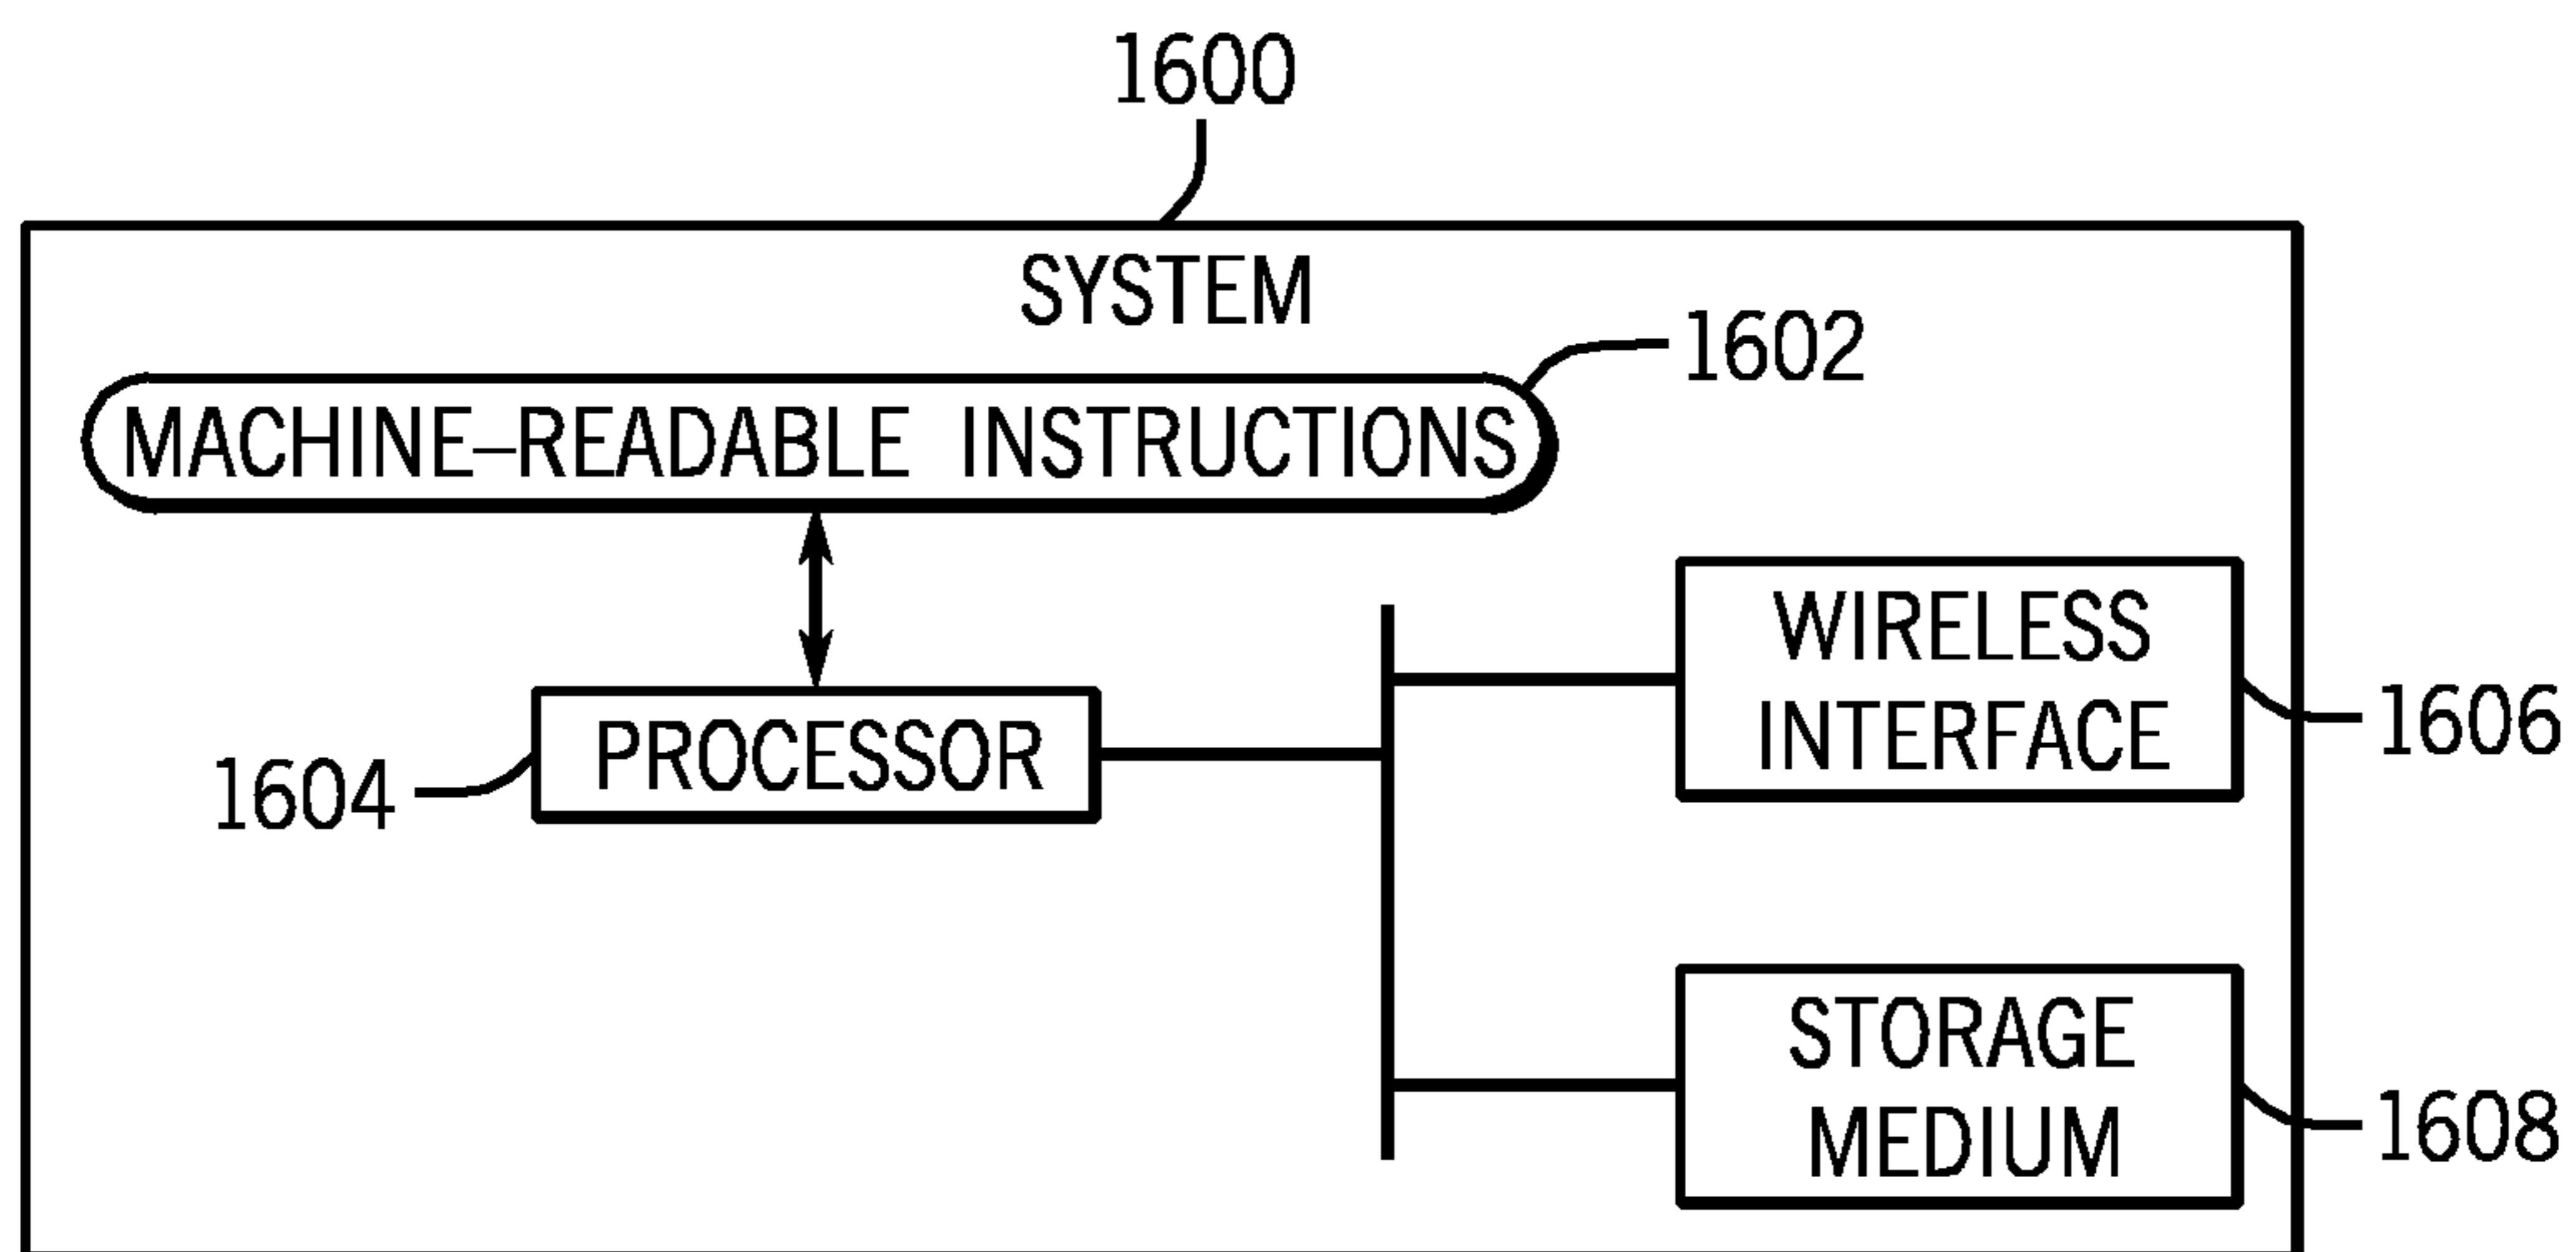 1600
SYSTEM
1602
MACHINE–READABLE INSTRUCTIONS
WIRELESS
INTERFACE
1606
PROCESSOR
1604
STORAGE
MEDIUM
1608